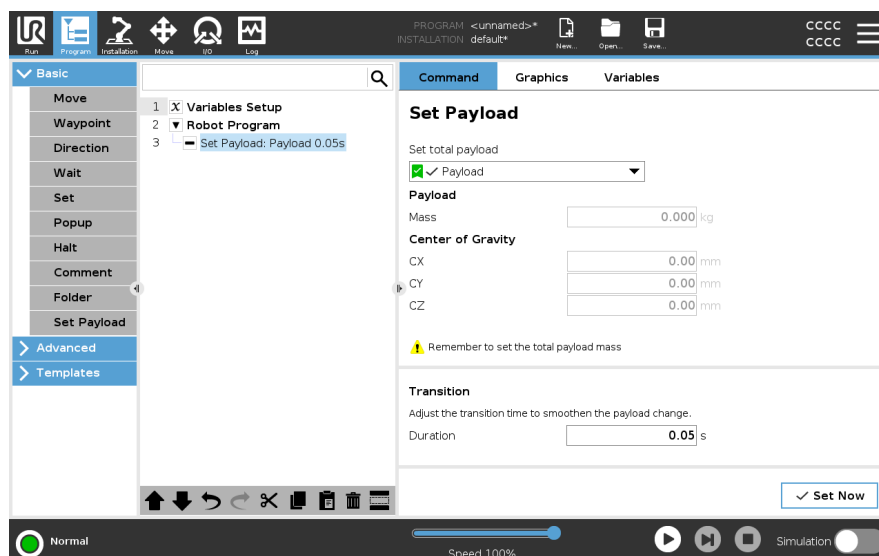 UR
Run
Program
Installation
Move
I/O
Log
PROGRAM <unnamed>*
INSTALLATION default*
New...
Open...
Save...
cccc
cccc
Basic
Move
Waypoint
Direction
Wait
Set
Popup
Halt
Comment
Folder
Set Payload
Advanced
Templates
1 X Variables Setup
2 Robot Program
3 Set Payload: Payload 0.05s
Command Graphics Variables
Set Payload
Set total payload
Payload
Payload
Mass 0.000 kg
Center of Gravity
CX 0.00 mm
CY 0.00 mm
CZ 0.00 mm
Remember to set the total payload mass
Transition
Adjust the transition time to smoothen the payload change.
Duration 0.05 s
Set Now
Normal
Speed 100%
Simulation